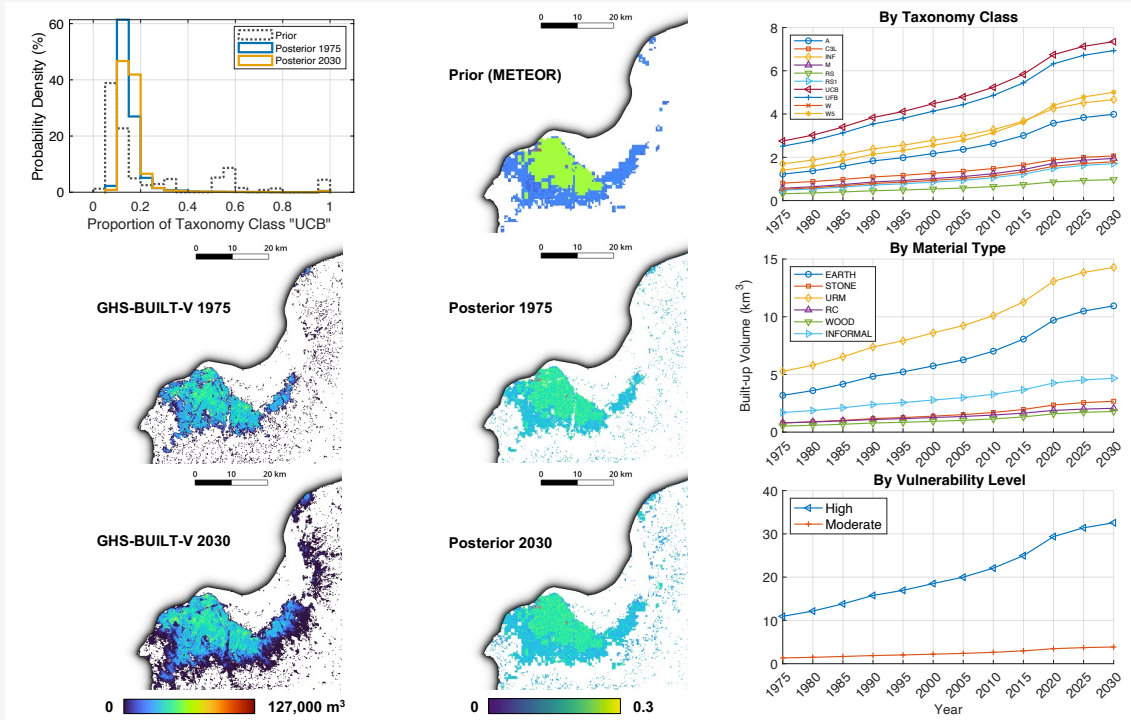 Probability Density (%)
60
40
20
0
Prior
Posterior 1975
Posterior 2030
0
0.2
0.4
0.6
0.8
1
Proportion of Taxonomy Class "UCB"
0 10 20 km
Prior (METEOR)
By Taxonomy Class
8
6
4
2
0
A
C3L
INF
M
RS
RS1
UCB
UFB
W
W5
1975 1980 1985 1990 1995 2000 2005 2010 2015 2020 2025 2030
0 10 20 km
GHS-BUILT-V 1975
0 10 20 km
Posterior 1975
By Material Type
Built-up Volume (km³)
15
10
5
0
EARTH
STONE
URM
RC
WOOD
INFORMAL
1975 1980 1985 1990 1995 2000 2005 2010 2015 2020 2025 2030
0 10 20 km
GHS-BUILT-V 2030
0 127,000 m³
0 10 20 km
Posterior 2030
0 0.3
By Vulnerability Level
40
30
20
10
0
High
Moderate
1975 1980 1985 1990 1995 2000 2005 2010 2015 2020 2025 2030
Year